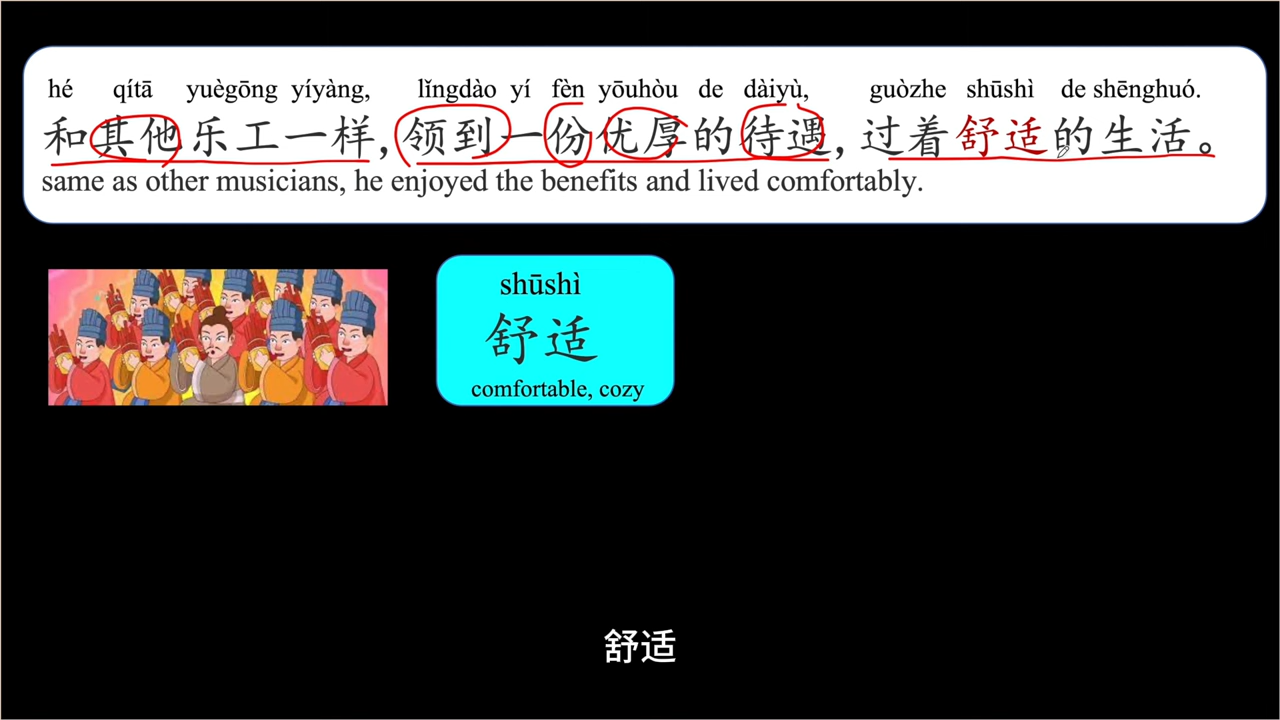 hé qítā yuègōng yíyàng, lǐngdào yí fèn yōuhòu de dàiyù, guòzhe shūshì de shēnghuó.
和其他乐工一样，领到一份优厚的待遇，过着舒适的生活。
same as other musicians, he enjoyed the benefits and lived comfortably.
shūshì
舒适
comfortable, cozy
舒适